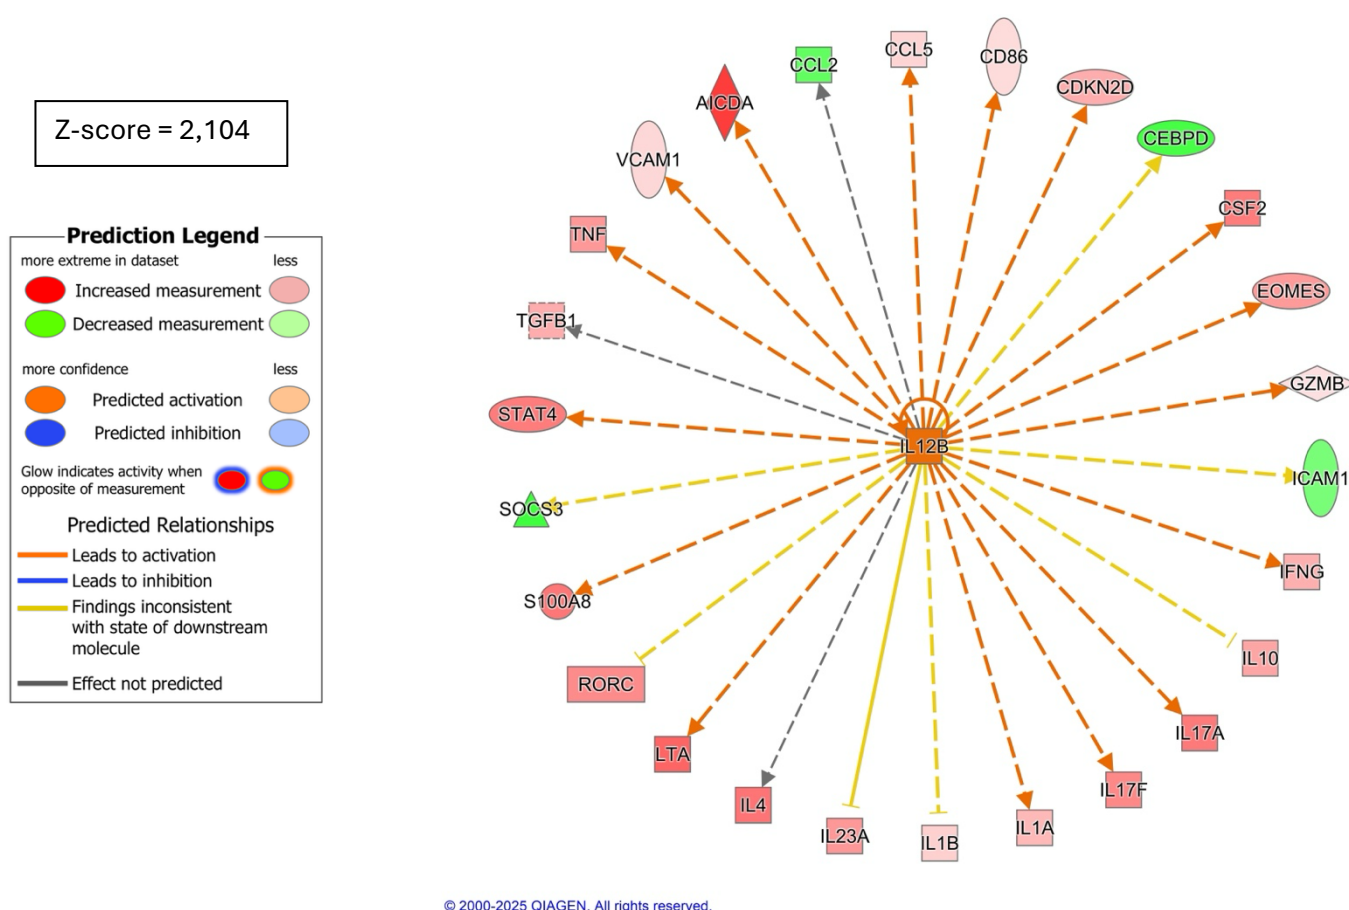 Z-score = 2,104
Prediction Legend
more extreme in dataset less
Increased measurement
Decreased measurement
more confidence less
Predicted activation
Predicted inhibition
Glow indicates activity when
opposite of measurement
Predicted Relationships
Leads to activation
Leads to inhibition
Findings inconsistent
with state of downstream
molecule
Effect not predicted
CCL5
CD86
CCL2
CDKN2D
AICDA
CEBPD
VCAM1
CSF2
TNF
EOMES
TGFB1
GZMB
STAT4
IL12B
ICAM1
SOCS3
IFNG
S100A8
IL10
RORC
IL17A
LTA
IL17F
IL4
IL1A
IL23A
IL1B
© 2000-2025 QIAGEN. All rights reserved.